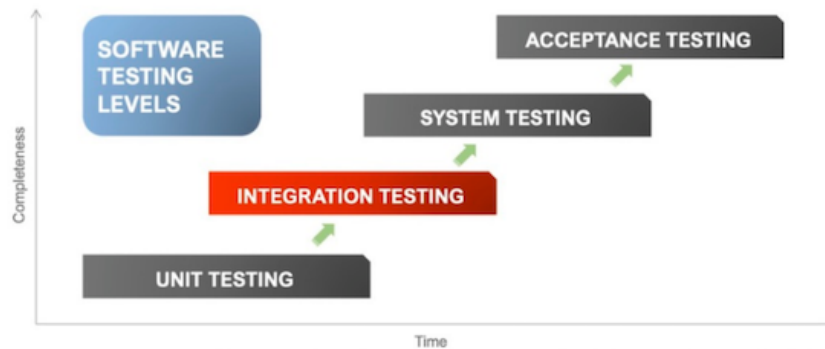 SOFTWARE
TESTING
LEVELS
ACCEPTANCE TESTING
SYSTEM TESTING
INTEGRATION TESTING
UNIT TESTING
Completeness
Time